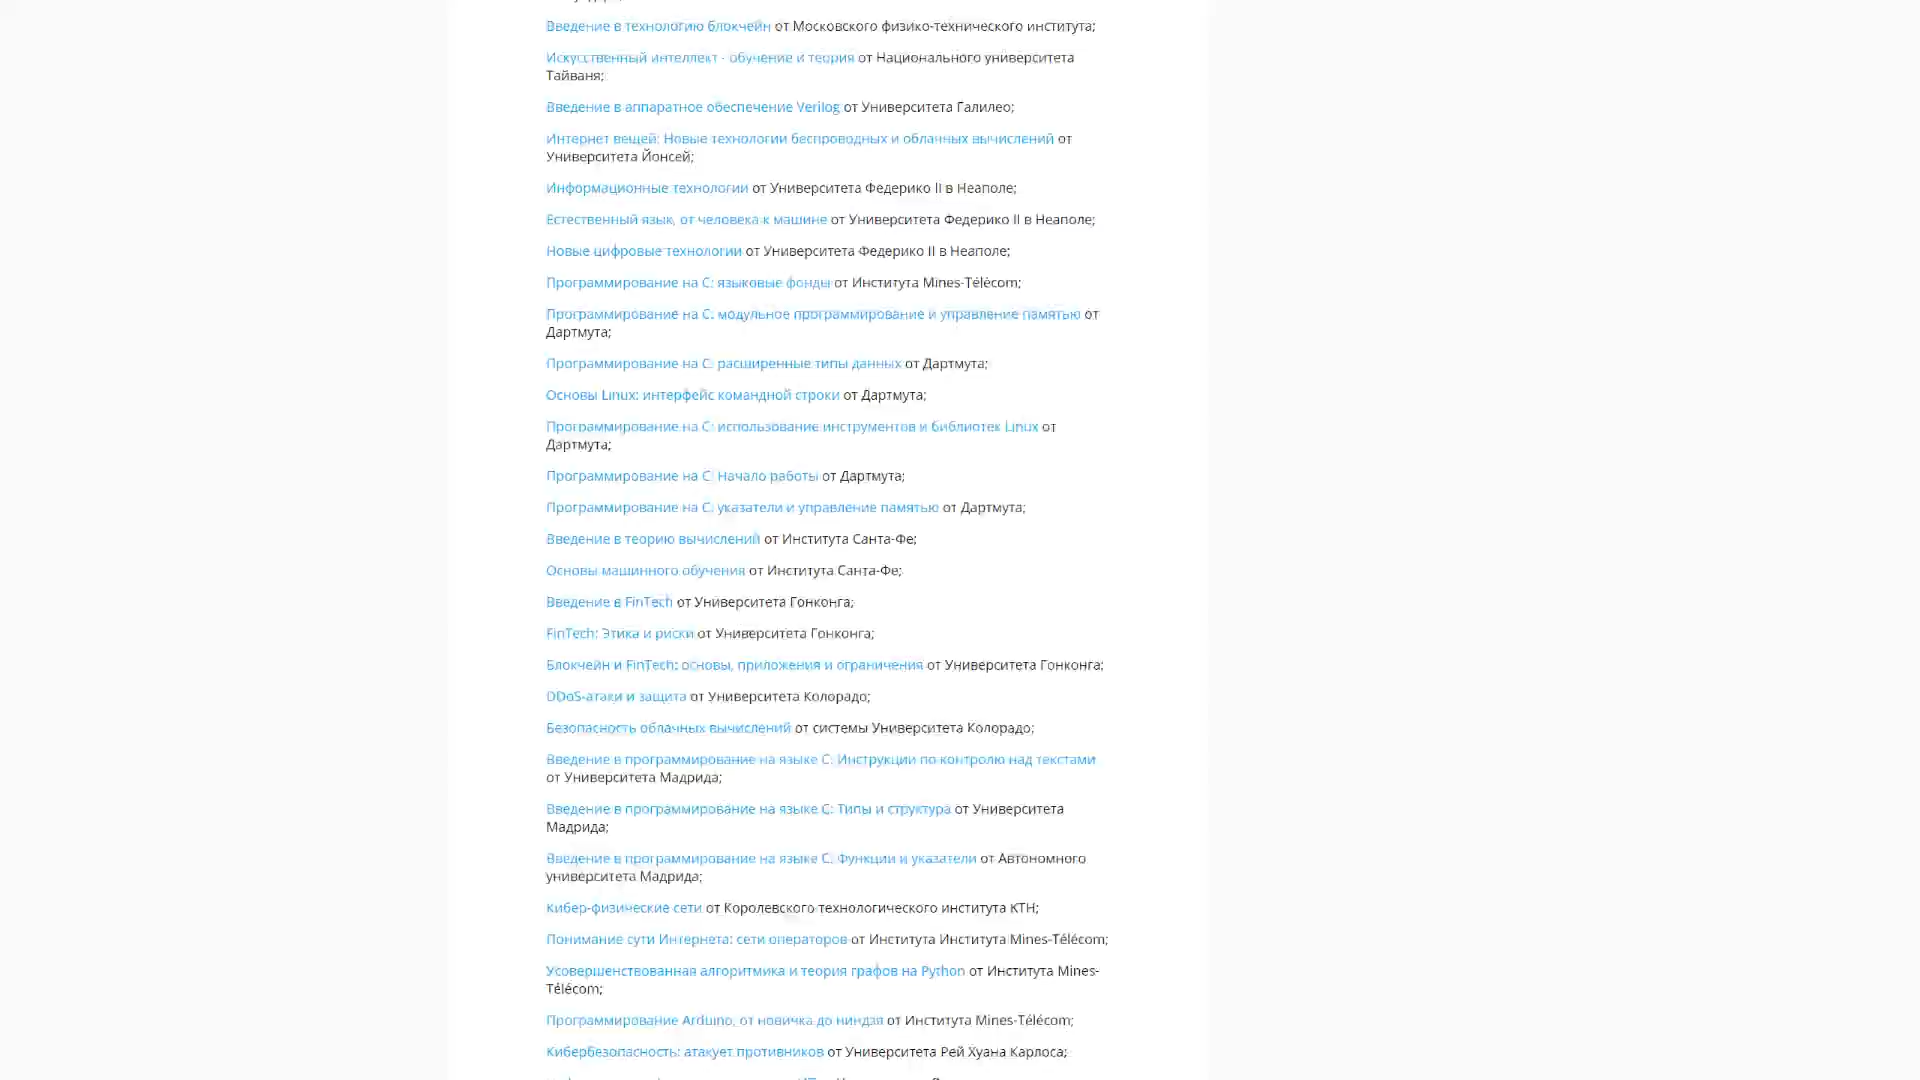 Введение в технологию блокчейн от Московского физико-технического института;
Искусственный интеллект - обучение и теория от Национального университета
Тайваня;
Введение в аппаратное обеспечение Verilog от Университета Галилео;
Интернет вещей: Новые технологии беспроводных и облачных вычислений от
Университета Йонсей;
Информационные технологии от Университета Федерико II в Неаполе;
Естественный язык, от человека к машине от Университета Федерико II в Неаполе;
Новые цифровые технологии от Университета Федерико II в Неаполе;
Программирование на C: языковые фонды от Института Mines-Télécom;
Программирование на C: модульное программирование и управление памятью от
Дартмута;
Программирование на C: расширенные типы данных от Дартмута;
Основы Linux: интерфейс командной строки от Дартмута;
Программирование на C: использование инструментов и библиотек Linux от
Дартмута;
Программирование на C: Начало работы от Дартмута;
Программирование на C: указатели и управление памятью от Дартмута;
Введение в теорию вычислений от Института Санта-Фе;
Основы машинного обучения от Института Санта-Фе;
Введение в FinTech от Университета Гонконга;
FinTech: Этика и риски от Университета Гонконга;
Блокчейн и FinTech: основы, приложения и ограничения от Университета Гонконга;
DDoS-атаки и защита от Университета Колорадо;
Безопасность облачных вычислений от системы Университета Колорадо;
Введение в программирование на языке C: Инструкции по контролю над текстами
от Университета Мадрида;
Введение в программирование на языке C: Типы и структура от Университета
Мадрида;
Введение в программирование на языке C: Функции и указатели от Автономного
университета Мадрида;
Кибер-физические сети от Королевского технологического института KTH;
Понимание сути Интернета: сети операторов от Института Института Mines-Télécom;
Усовершенствованная алгоритмика и теория графов на Python от Института Mines-
Télécom;
Программирование Arduino, от новичка до ниндзя от Института Mines-Télécom;
Кибербезопасность: атакует противников от Университета Рей Хуана Карлоса;